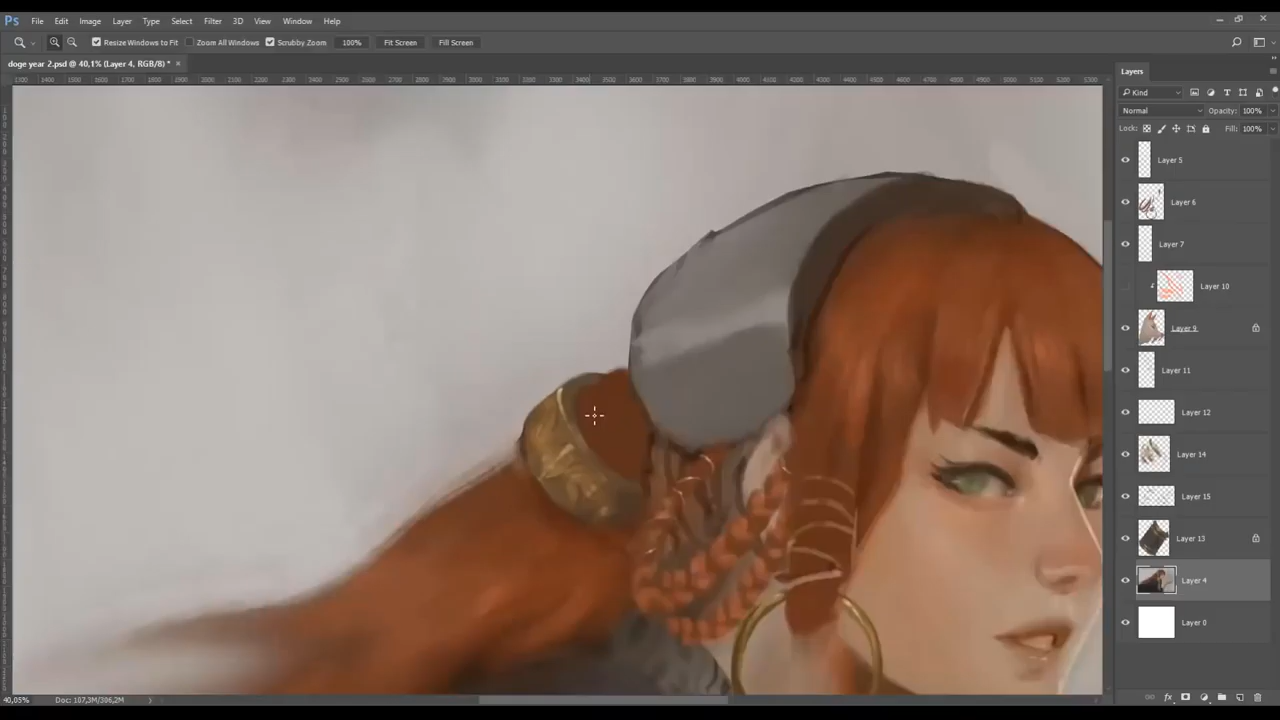 Ps File Edit Image Layer Type Select Filter 3D View Window Help
Resize Windows to Fit Zoom All Windows Scrubby Zoom 100% Fit Screen Fill Screen
doge year 2.psd @ 40,1% (Layer 4, RGB/8) * ×
Layers
Kind
Normal Opacity: 100%
Lock: Fill: 100%
Layer 5
Layer 6
Layer 7
Layer 10
Layer 9
Layer 11
Layer 12
Layer 14
Layer 15
Layer 13
Layer 4
Layer 0
40,05% Doc: 107,3M/306,2M